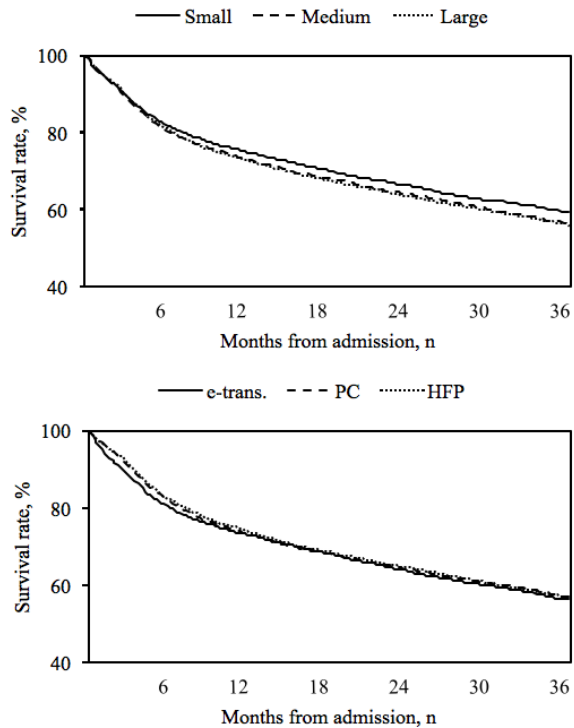 Small Medium Large
100
80
60
40
Survival rate, %
6 12 18 24 30 36
Months from admission, n
e-trans. PC HFP
100
80
60
40
Survival rate, %
6 12 18 24 30 36
Months from admission, n